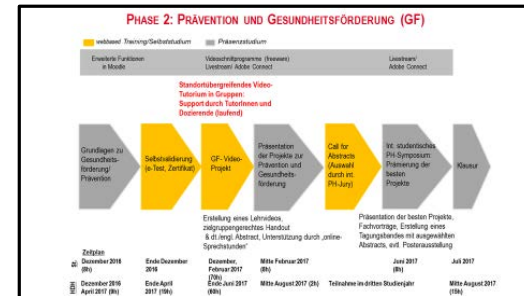 PHASE 2: PRÄVENTION UND GESUNDHEITSFÖRDERUNG (GF)
webbased Training/Selbststudium
Präsenzstudium
Erweiterte Funktionen
in Moodle
Videoschnittprogramme (freeware)
Livestream/ Adobe Connect
Livestream/
Adobe Connect
Standortübergreifendes Video-
Tutorium in Gruppen:
Support durch TutorInnen und
Dozierende (laufend)
Grundlagen zu
Gesundheits-
förderung/
Prävention
Selbstvalidierung
(e-Test, Zertifikat)
GF- Video-
Projekt
Präsentation
der Projekte zur
Prävention und
Gesundheits-
förderung
Call for
Abstracts
(Auswahl
durch int.
PH-Jury)
Int. studentisches
PH-Symposium:
Prämierung der
besten
Projekte
Klausur
Erstellung eines Lehrvideos,
zielgruppengerechtes Handout
& dt./engl. Abstract, Unterstützung durch „online-
Sprechstunden“
Präsentation der besten Projekte,
Fachvorträge, Erstellung eines
Tagungsbandes mit ausgewählten
Abstracts, evtl. Posterausstellung
Zeitplan
Dezember 2016
(8h)
Ende Dezember
2016
Dezember,
Februar 2017
(70h)
Mitte Februar 2017
(8h)
Juni 2017
(8h)
Juli 2017
HDH
Dezember 2016
April 2017 (9h)
Ende April
2017 (19h)
Ende Juni 2017
(60h)
Mitte August 2017 (2h)
Teilnahme im dritten Studienjahr
Mitte August 2017
(15h)